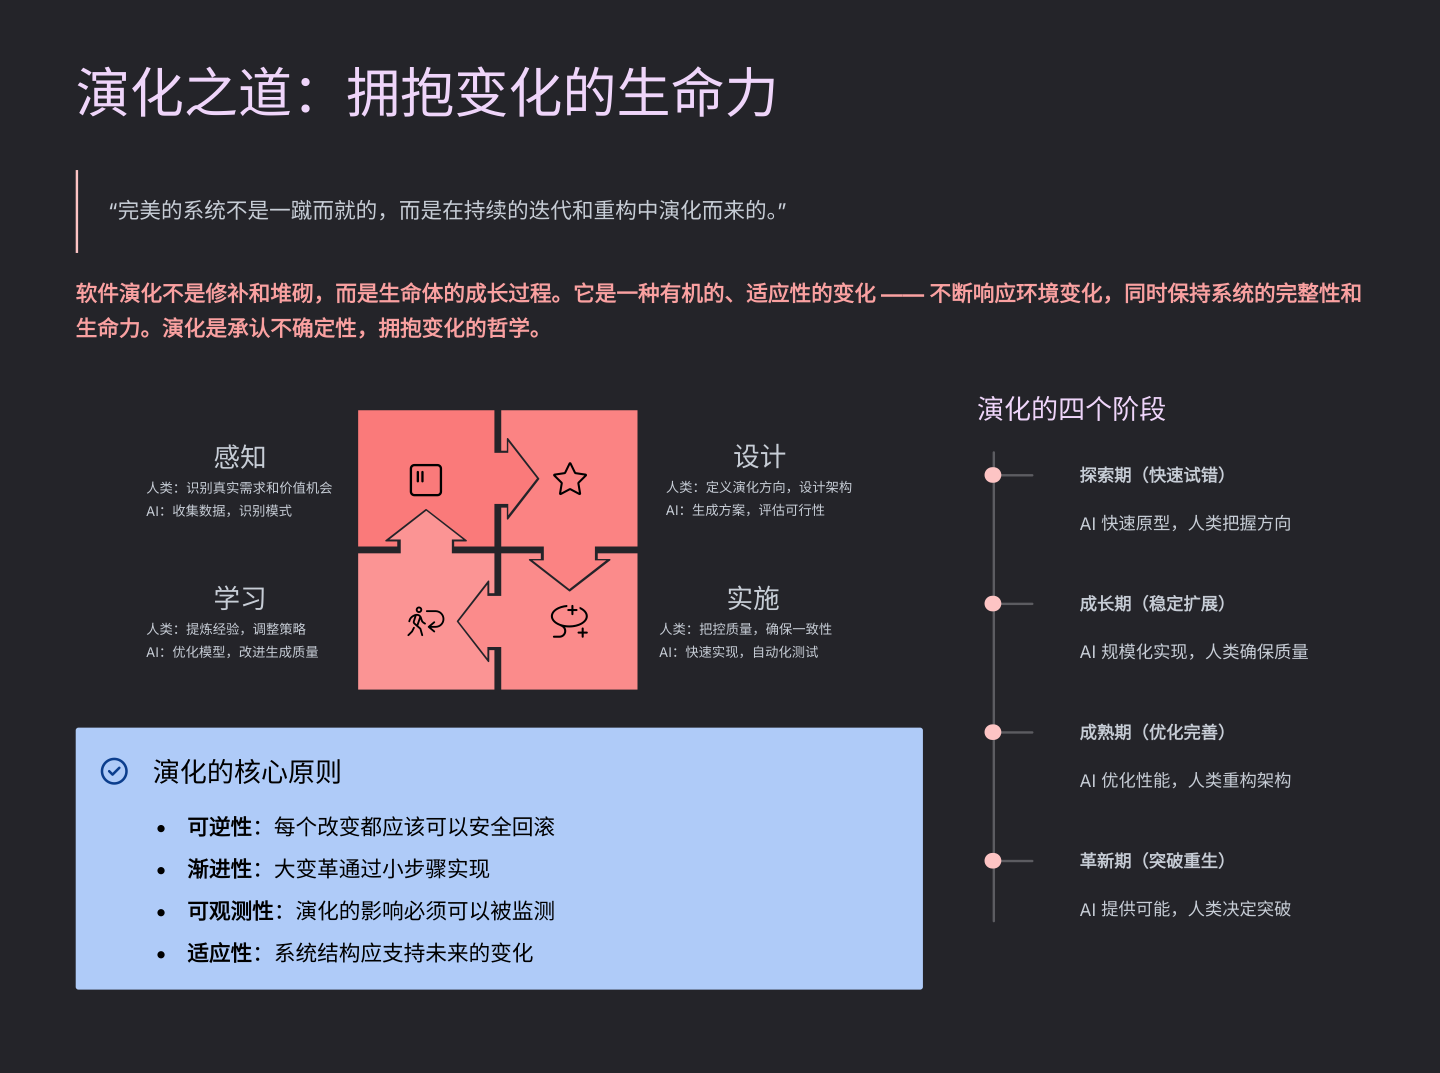 演化之道：拥抱变化的生命力
“完美的系统不是一蹴而就的，而是在持续的迭代和重构中演化而来的。”
软件演化不是修补和堆砌，而是生命体的成长过程。它是一种有机的、适应性的变化 —— 不断响应环境变化，同时保持系统的完整性和
生命力。演化是承认不确定性，拥抱变化的哲学。
感知
人类：识别真实需求和价值机会
AI：收集数据，识别模式
设计
人类：定义演化方向，设计架构
AI：生成方案，评估可行性
学习
人类：提炼经验，调整策略
AI：优化模型，改进生成质量
实施
人类：把控质量，确保一致性
AI：快速实现，自动化测试
演化的核心原则
• 可逆性：每个改变都应该可以安全回滚
• 渐进性：大变革通过小步骤实现
• 可观测性：演化的影响必须可以被监测
• 适应性：系统结构应支持未来的变化
演化的四个阶段
探索期（快速试错）
AI 快速原型，人类把握方向
成长期（稳定扩展）
AI 规模化实现，人类确保质量
成熟期（优化完善）
AI 优化性能，人类重构架构
革新期（突破重生）
AI 提供可能，人类决定突破